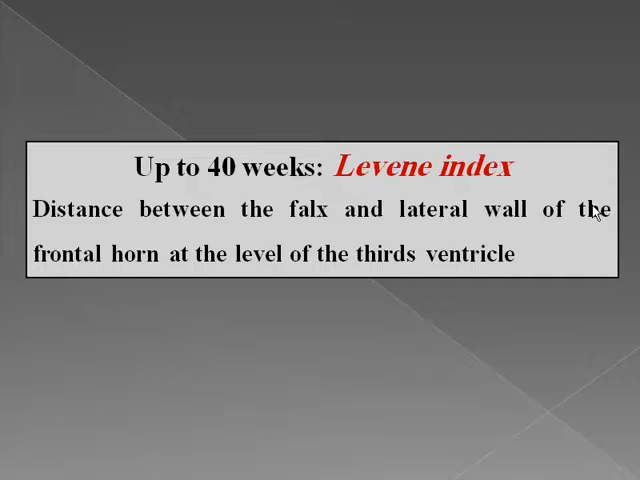 Up to 40 weeks: Levene index
Distance between the falx and lateral wall of the
frontal horn at the level of the thirds ventricle